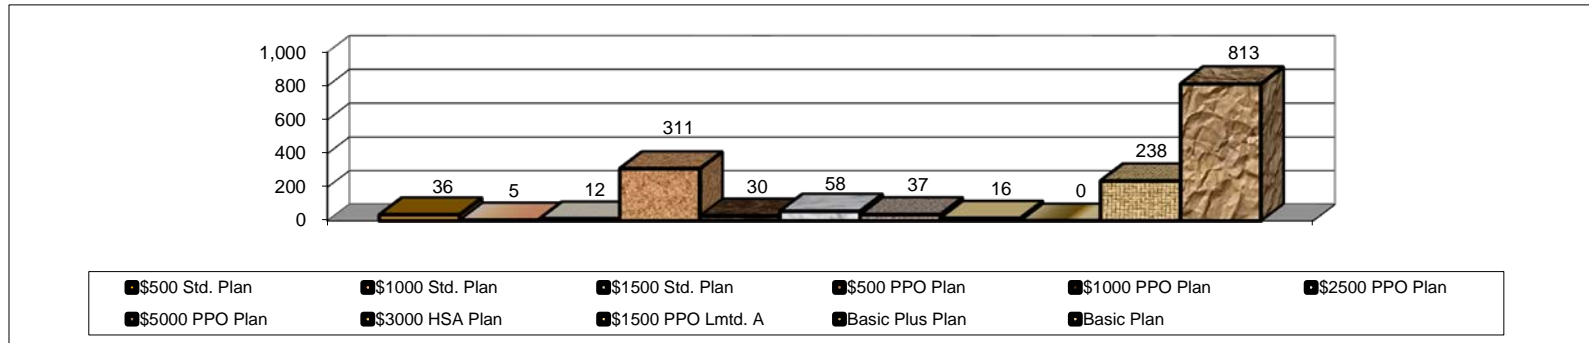 1,000
800
600
400
200
0
36
5
12
311
30
58
37
16
0
238
813
$500 Std. Plan
$1000 Std. Plan
$1500 Std. Plan
$500 PPO Plan
$1000 PPO Plan
$2500 PPO Plan
$5000 PPO Plan
$3000 HSA Plan
$1500 PPO Lmtd. A
Basic Plus Plan
Basic Plan